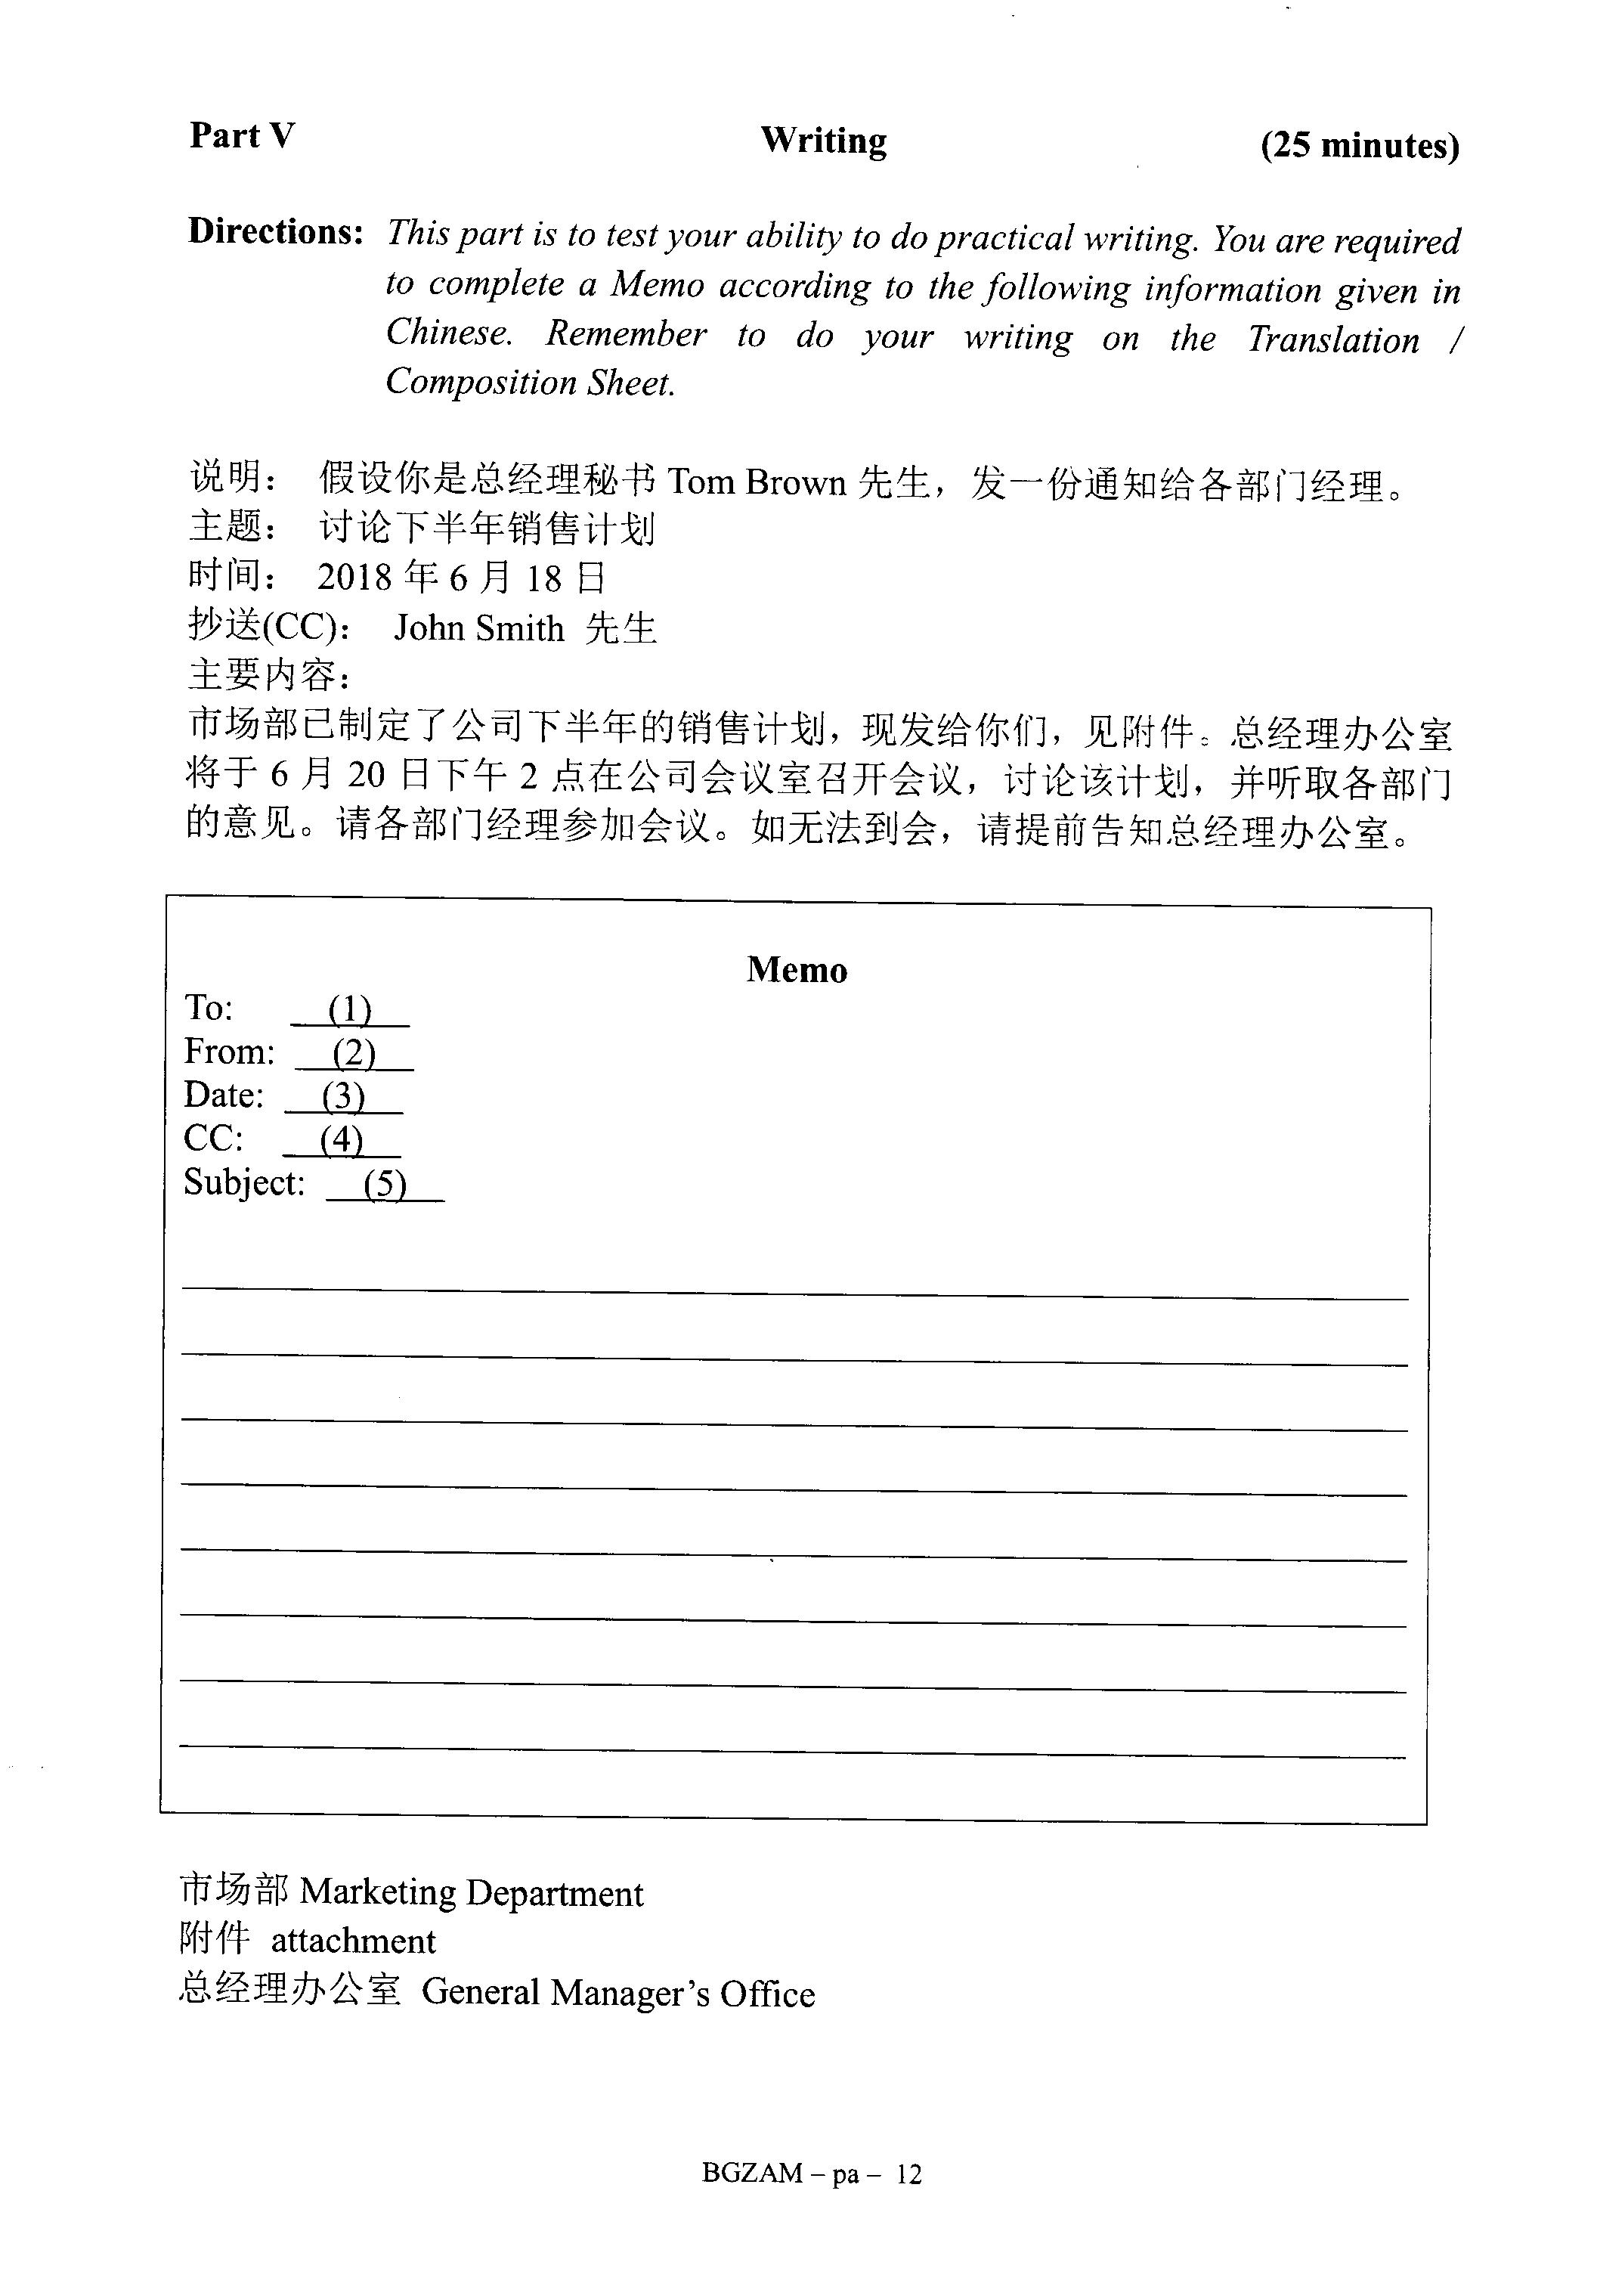 Part V Writing (25 minutes)
Directions: This part is to test your ability to do practical writing. You are required
to complete a Memo according to the following information given in
Chinese. Remember to do your writing on the Translation /
Composition Sheet.
说明： 假设你是总经理秘书 Tom Brown 先生，发一份通知给各部门经理。
主题： 讨论下半年销售计划
时间： 2018 年 6 月 18 日
抄送(CC)： John Smith 先生
主要内容：
市场部已制定了公司下半年的销售计划，现发给你们，见附件。总经理办公室
将于 6 月 20 日下午 2 点在公司会议室召开会议，讨论该计划，并听取各部门
的意见。请各部门经理参加会议。如无法到会，请提前告知总经理办公室。
Memo
To: (1)
From: (2)
Date: (3)
CC: (4)
Subject: (5)
市场部 Marketing Department
附件 attachment
总经理办公室 General Manager's Office
BGZAM – pa – 12